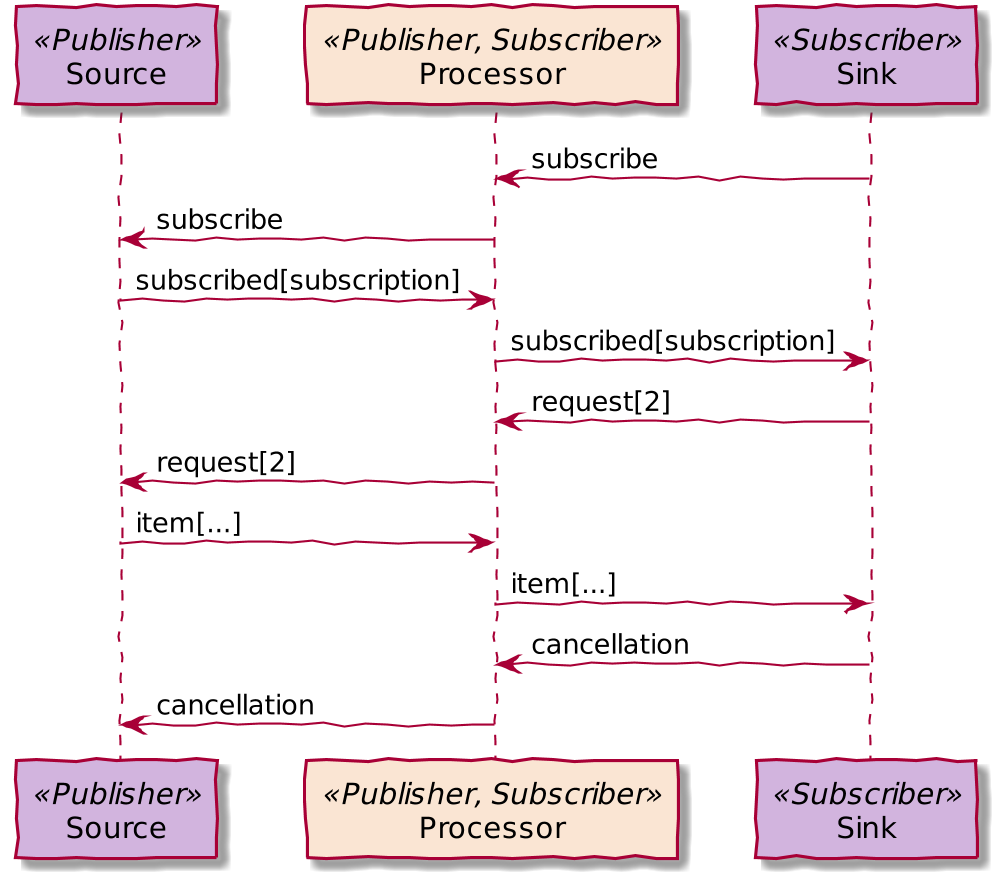 «Publisher»
Source
«Publisher, Subscriber»
Processor
«Subscriber»
Sink
subscribe
subscribe
subscribed[subscription]
subscribed[subscription]
request[2]
request[2]
item[...]
item[...]
cancellation
cancellation
«Publisher»
Source
«Publisher, Subscriber»
Processor
«Subscriber»
Sink